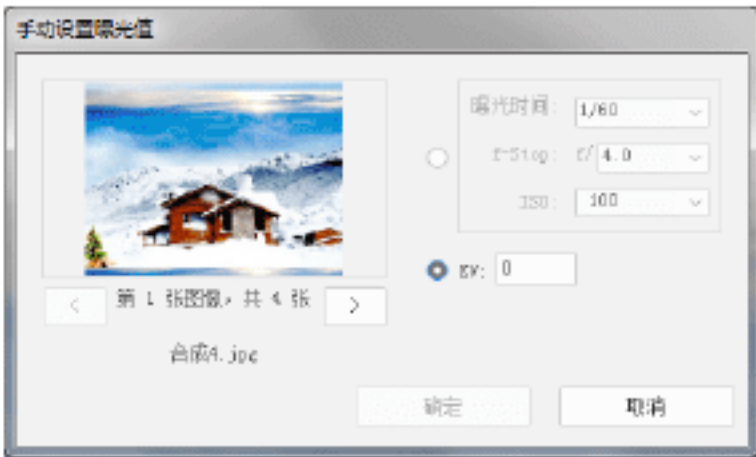 手动设置曝光值
曝光时间: 1/60
f-Stop: f/ 4.0
ISO: 100
EV: 0
< 第 1 张图像，共 4 张 >
合成4.jpg
确定 取消